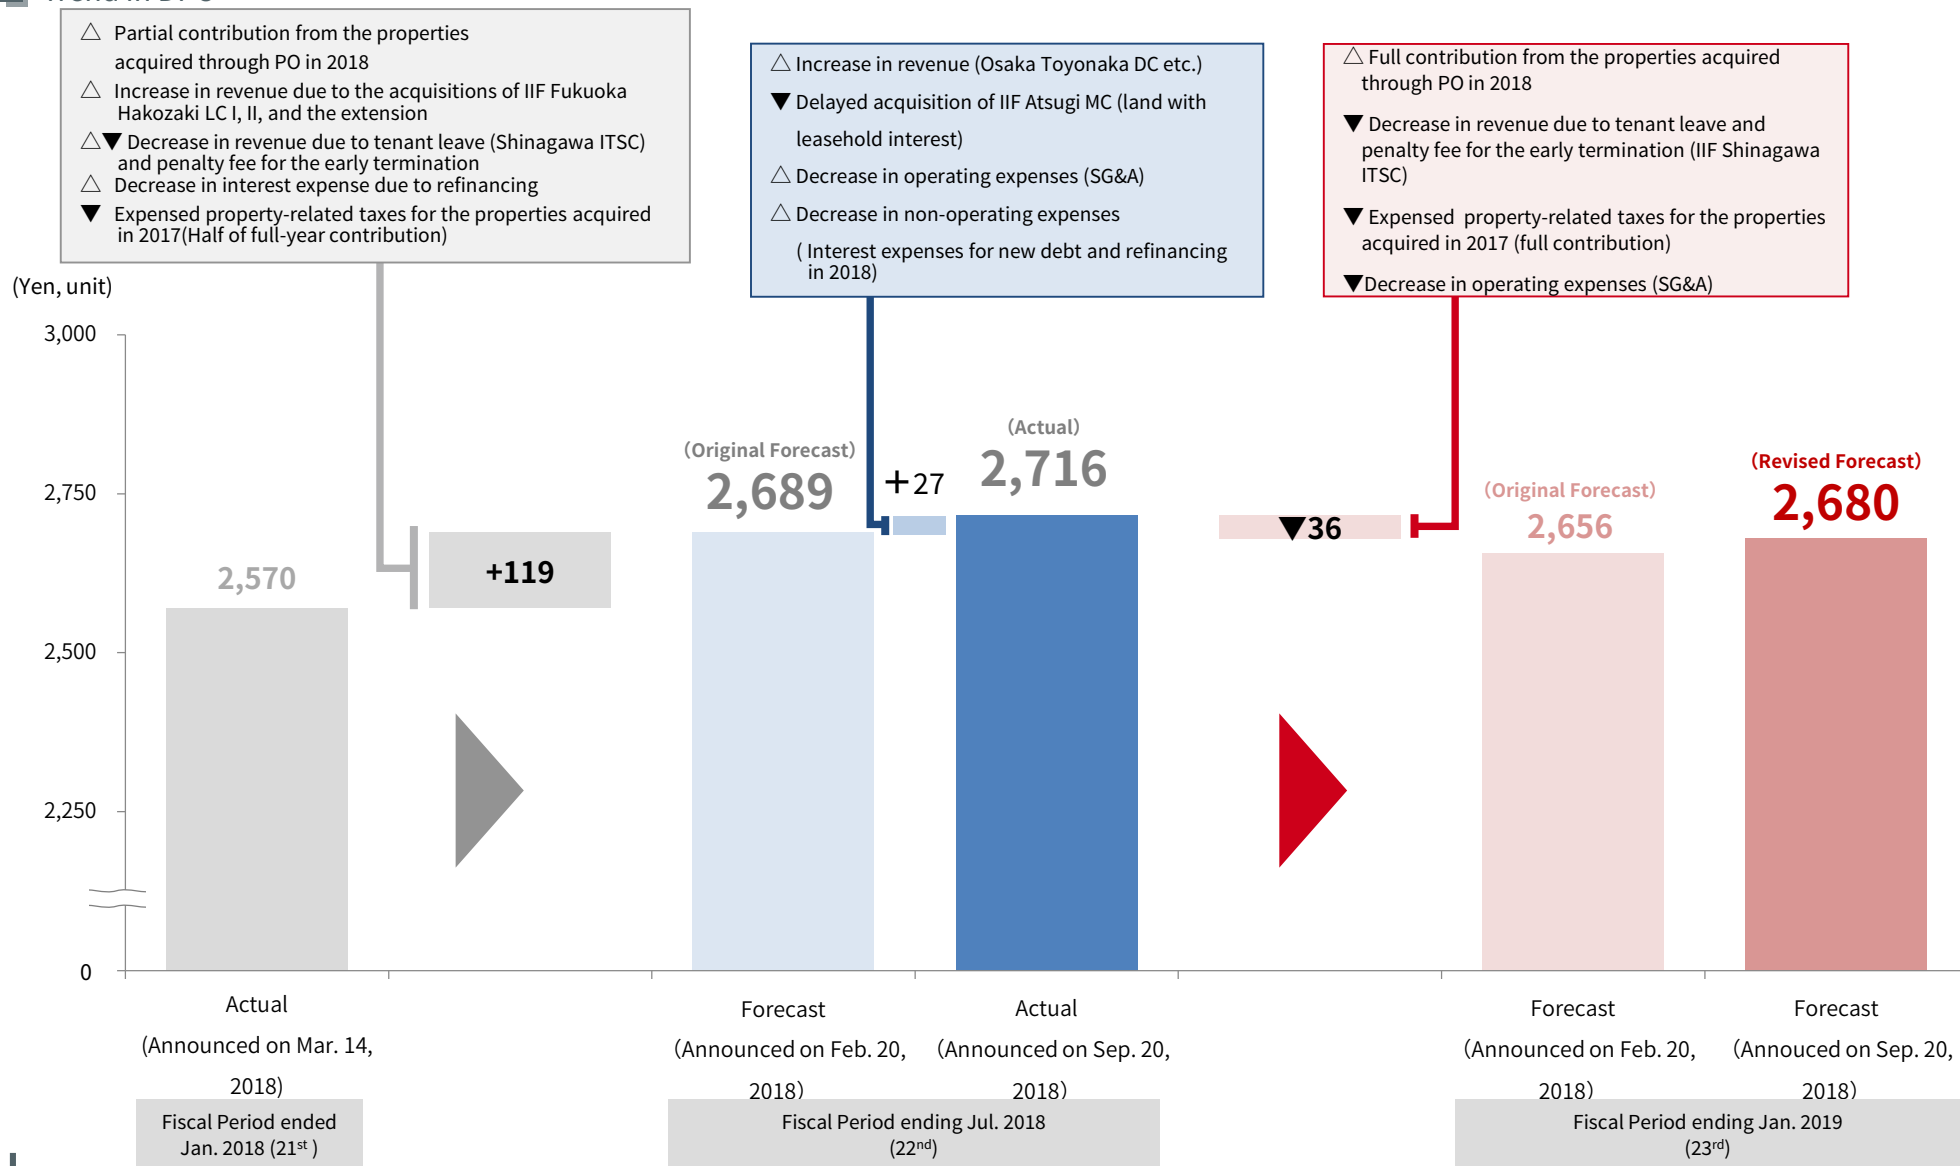 Trend in DPU
△ Partial contribution from the properties
acquired through PO in 2018
△ Increase in revenue due to the acquisitions of IIF Fukuoka
Hakozaki LC I, II, and the extension
△▼ Decrease in revenue due to tenant leave (Shinagawa ITSC)
and penalty fee for the early termination
△ Decrease in interest expense due to refinancing
▼ Expensed property-related taxes for the properties acquired
in 2017(Half of full-year contribution)
△ Increase in revenue (Osaka Toyonaka DC etc.)
▼ Delayed acquisition of IIF Atsugi MC (land with
leasehold interest)
△ Decrease in operating expenses (SG&A)
△ Decrease in non-operating expenses
( Interest expenses for new debt and refinancing
in 2018)
△ Full contribution from the properties acquired
through PO in 2018
▼ Decrease in revenue due to tenant leave and
penalty fee for the early termination (IIF Shinagawa
ITSC)
▼ Expensed  property-related taxes for the properties
acquired in 2017 (full contribution)
▼Decrease in operating expenses (SG&A)
(Yen, unit)
3,000
2,750
2,500
2,250
0
2,570
+119
（Original Forecast）
2,689
+27
（Actual）
2,716
▼36
（Original Forecast）
2,656
（Revised Forecast）
2,680
Actual
(Announced on Mar. 14,
2018)
Forecast
（Announced on Feb. 20,
2018）
Actual
（Announced on Sep. 20,
2018）
Forecast
（Announced on Feb. 20,
2018）
Forecast
（Annouced on Sep. 20,
2018）
Fiscal Period ended
Jan. 2018 (21st )
Fiscal Period ending Jul. 2018
(22nd)
Fiscal Period ending Jan. 2019
(23rd)